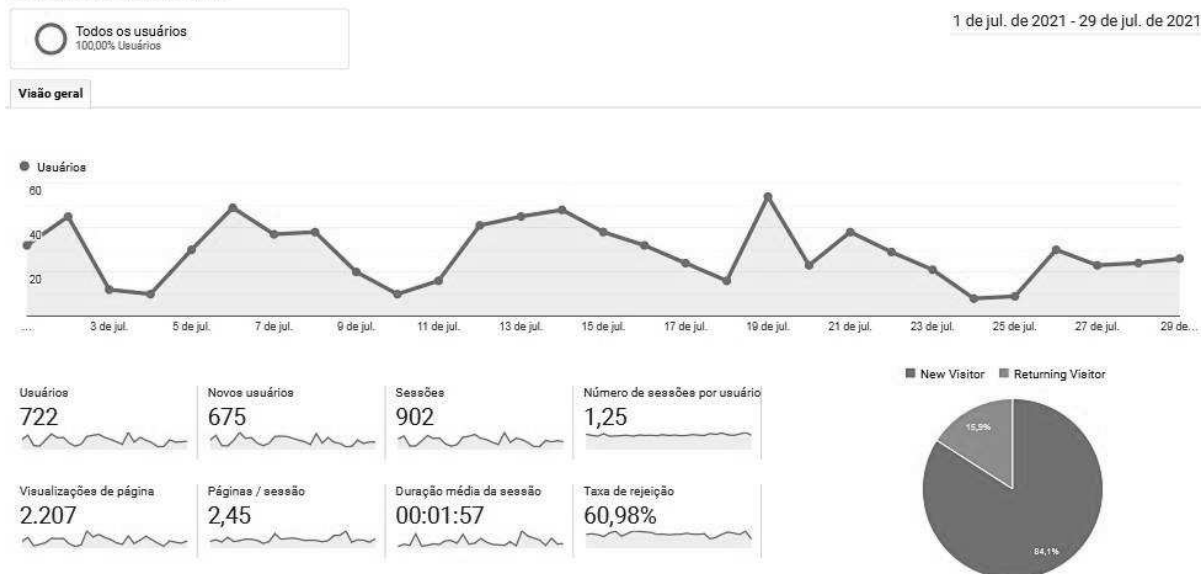 Todos os usuários
100,00% Usuários
1 de jul. de 2021 - 29 de jul. de 2021
Visão geral
Usuários
60
40
20
... 3 de jul. 5 de jul. 7 de jul. 9 de jul. 11 de jul. 13 de jul. 15 de jul. 17 de jul. 19 de jul. 21 de jul. 23 de jul. 25 de jul. 27 de jul. 29 de...
New Visitor Returning Visitor
Usuários Novos usuários Sessões Número de sessões por usuário
722 675 902 1,25
15,9%
Visualizações de página Páginas / sessão Duração média da sessão Taxa de rejeição
2.207 2,45 00:01:57 60,98%
84,1%